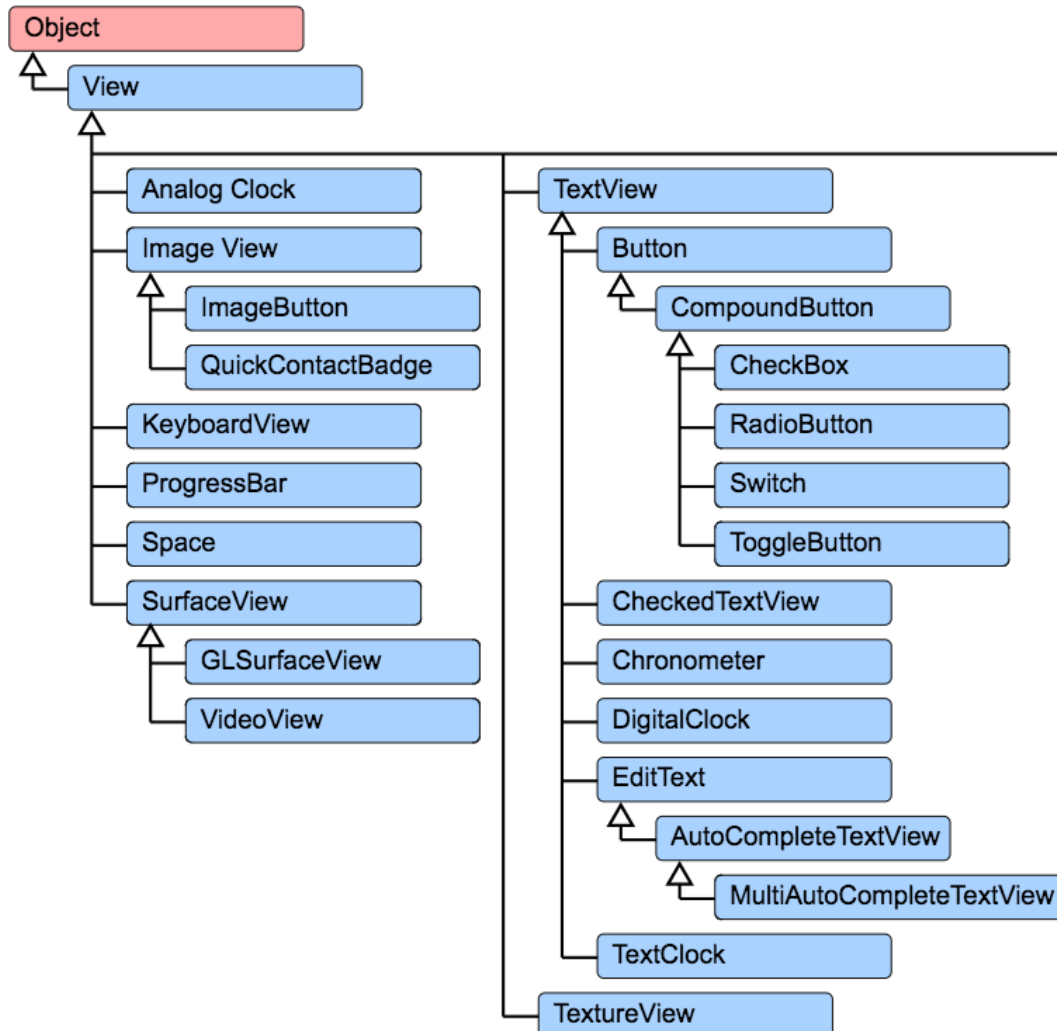 Object
View
Analog Clock
Image View
ImageButton
QuickContactBadge
KeyboardView
ProgressBar
Space
SurfaceView
GLSurfaceView
VideoView
TextView
Button
CompoundButton
CheckBox
RadioButton
Switch
ToggleButton
CheckedTextView
Chronometer
DigitalClock
EditText
AutoCompleteTextView
MultiAutoCompleteTextView
TextClock
TextureView